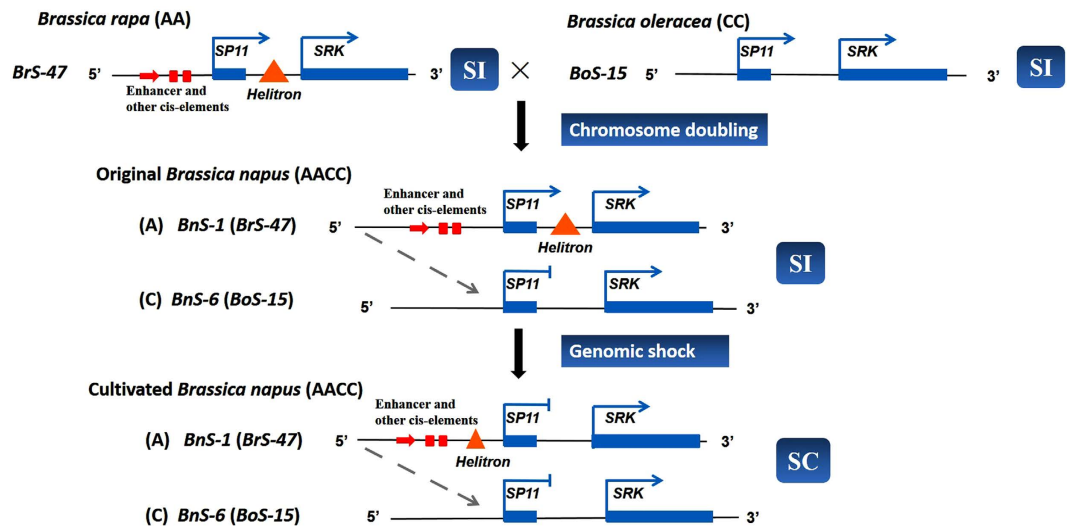 Brassica rapa (AA)
Brassica oleracea (CC)
SP11 SRK
SP11 SRK
BrS-47 5’ 3’ SI × BoS-15 5’ 3’ SI
Enhancer and
other cis-elements
Helitron
Chromosome doubling
Original Brassica napus (AACC)
Enhancer and
other cis-elements
SP11 SRK
(A) BnS-1 (BrS-47) 5’ 3’
Helitron
SI
SP11 SRK
(C) BnS-6 (BoS-15) 5’ 3’
Genomic shock
Cultivated Brassica napus (AACC)
Enhancer and
other cis-elements
SP11 SRK
(A) BnS-1 (BrS-47) 5’ 3’
Helitron
SC
SP11 SRK
(C) BnS-6 (BoS-15) 5’ 3’